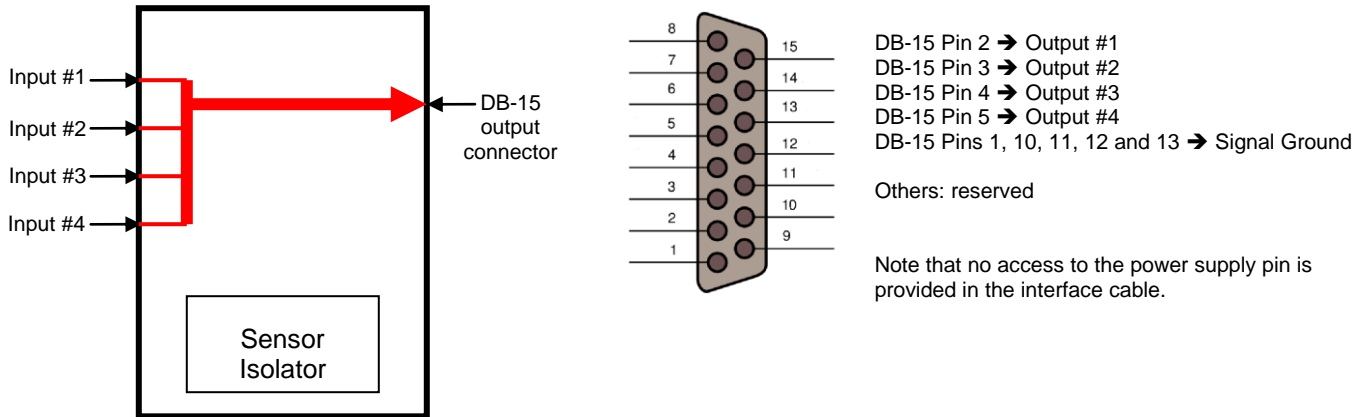 Input #1
Input #2
Input #3
Input #4
DB-15
output
connector
Sensor
Isolator
8
7
6
5
4
3
2
1
15
14
13
12
11
10
9
DB-15 Pin 2 ➔ Output #1
DB-15 Pin 3 ➔ Output #2
DB-15 Pin 4 ➔ Output #3
DB-15 Pin 5 ➔ Output #4
DB-15 Pins 1, 10, 11, 12 and 13 ➔ Signal Ground
Others: reserved
Note that no access to the power supply pin is
provided in the interface cable.